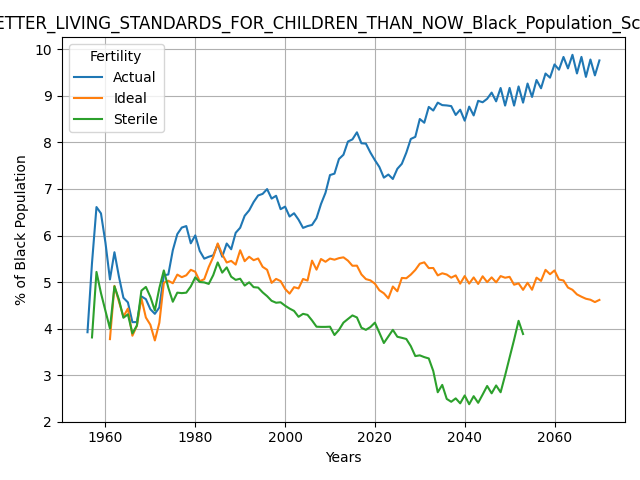 ETTER_LIVING_STANDARDS_FOR_CHILDREN_THAN_NOW_Black_Population_Sc
10
9
8
7
6
5
4
3
2
% of Black Population
Fertility
Actual
Ideal
Sterile
1960
1980
2000
2020
2040
2060
Years